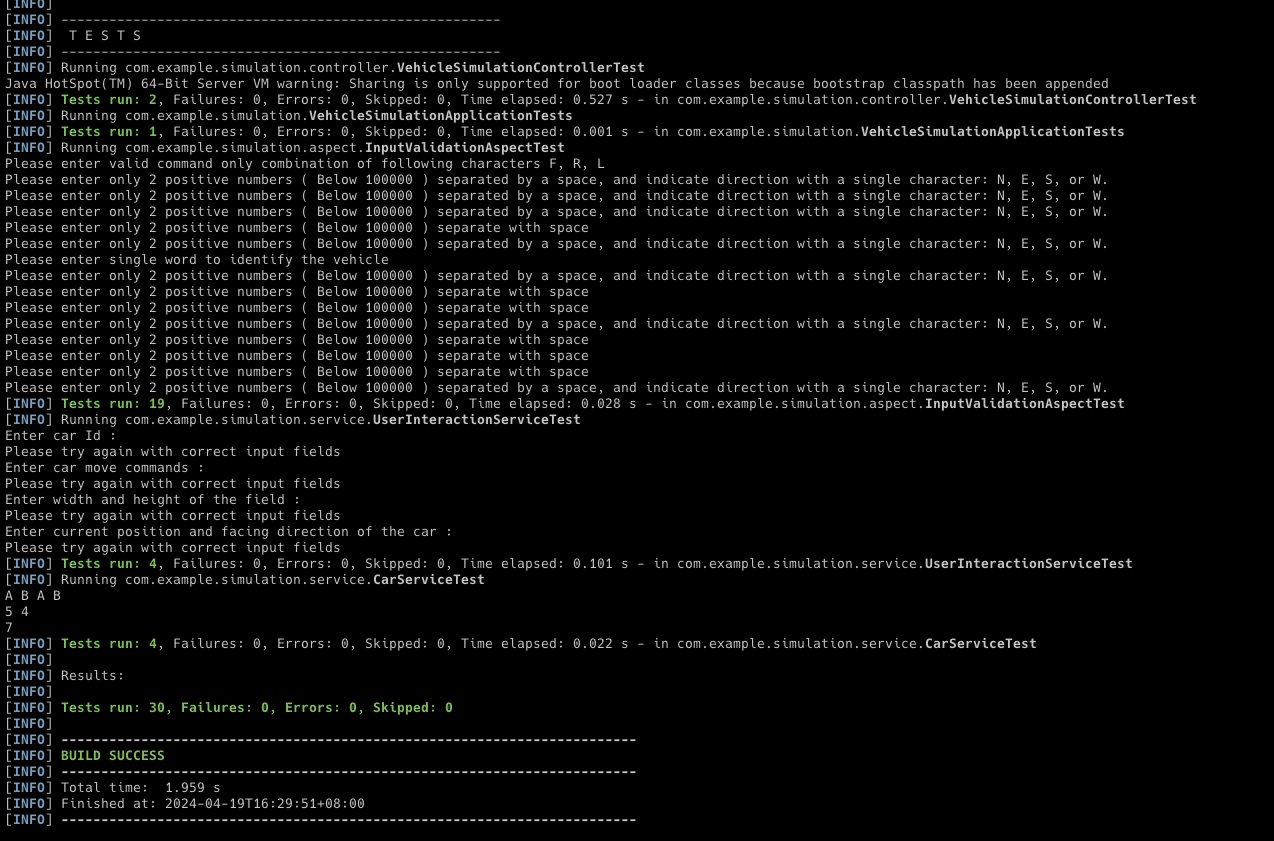 [INFO]
[INFO] -------------------------------------------------------
[INFO]  T E S T S
[INFO] -------------------------------------------------------
[INFO] Running com.example.simulation.controller.VehicleSimulationControllerTest
Java HotSpot(TM) 64-Bit Server VM warning: Sharing is only supported for boot loader classes because bootstrap classpath has been appended
[INFO] Tests run: 2, Failures: 0, Errors: 0, Skipped: 0, Time elapsed: 0.527 s - in com.example.simulation.controller.VehicleSimulationControllerTest
[INFO] Running com.example.simulation.VehicleSimulationApplicationTests
[INFO] Tests run: 1, Failures: 0, Errors: 0, Skipped: 0, Time elapsed: 0.001 s - in com.example.simulation.VehicleSimulationApplicationTests
[INFO] Running com.example.simulation.aspect.InputValidationAspectTest
Please enter valid command only combination of following characters F, R, L
Please enter only 2 positive numbers ( Below 100000 ) separated by a space, and indicate direction with a single character: N, E, S, or W.
Please enter only 2 positive numbers ( Below 100000 ) separated by a space, and indicate direction with a single character: N, E, S, or W.
Please enter only 2 positive numbers ( Below 100000 ) separated by a space, and indicate direction with a single character: N, E, S, or W.
Please enter only 2 positive numbers ( Below 100000 ) separate with space
Please enter only 2 positive numbers ( Below 100000 ) separated by a space, and indicate direction with a single character: N, E, S, or W.
Please enter single word to identify the vehicle
Please enter only 2 positive numbers ( Below 100000 ) separated by a space, and indicate direction with a single character: N, E, S, or W.
Please enter only 2 positive numbers ( Below 100000 ) separate with space
Please enter only 2 positive numbers ( Below 100000 ) separate with space
Please enter only 2 positive numbers ( Below 100000 ) separated by a space, and indicate direction with a single character: N, E, S, or W.
Please enter only 2 positive numbers ( Below 100000 ) separate with space
Please enter only 2 positive numbers ( Below 100000 ) separate with space
Please enter only 2 positive numbers ( Below 100000 ) separate with space
Please enter only 2 positive numbers ( Below 100000 ) separated by a space, and indicate direction with a single character: N, E, S, or W.
[INFO] Tests run: 19, Failures: 0, Errors: 0, Skipped: 0, Time elapsed: 0.028 s - in com.example.simulation.aspect.InputValidationAspectTest
[INFO] Running com.example.simulation.service.UserInteractionServiceTest
Enter car Id :
Please try again with correct input fields
Enter car move commands :
Please try again with correct input fields
Enter width and height of the field :
Please try again with correct input fields
Enter current position and facing direction of the car :
Please try again with correct input fields
[INFO] Tests run: 4, Failures: 0, Errors: 0, Skipped: 0, Time elapsed: 0.101 s - in com.example.simulation.service.UserInteractionServiceTest
[INFO] Running com.example.simulation.service.CarServiceTest
A B A B
5 4
7
[INFO] Tests run: 4, Failures: 0, Errors: 0, Skipped: 0, Time elapsed: 0.022 s - in com.example.simulation.service.CarServiceTest
[INFO]
[INFO] Results:
[INFO]
[INFO] Tests run: 30, Failures: 0, Errors: 0, Skipped: 0
[INFO]
[INFO] ------------------------------------------------------------------------
[INFO] BUILD SUCCESS
[INFO] ------------------------------------------------------------------------
[INFO] Total time:  1.959 s
[INFO] Finished at: 2024-04-19T16:29:51+08:00
[INFO] ------------------------------------------------------------------------